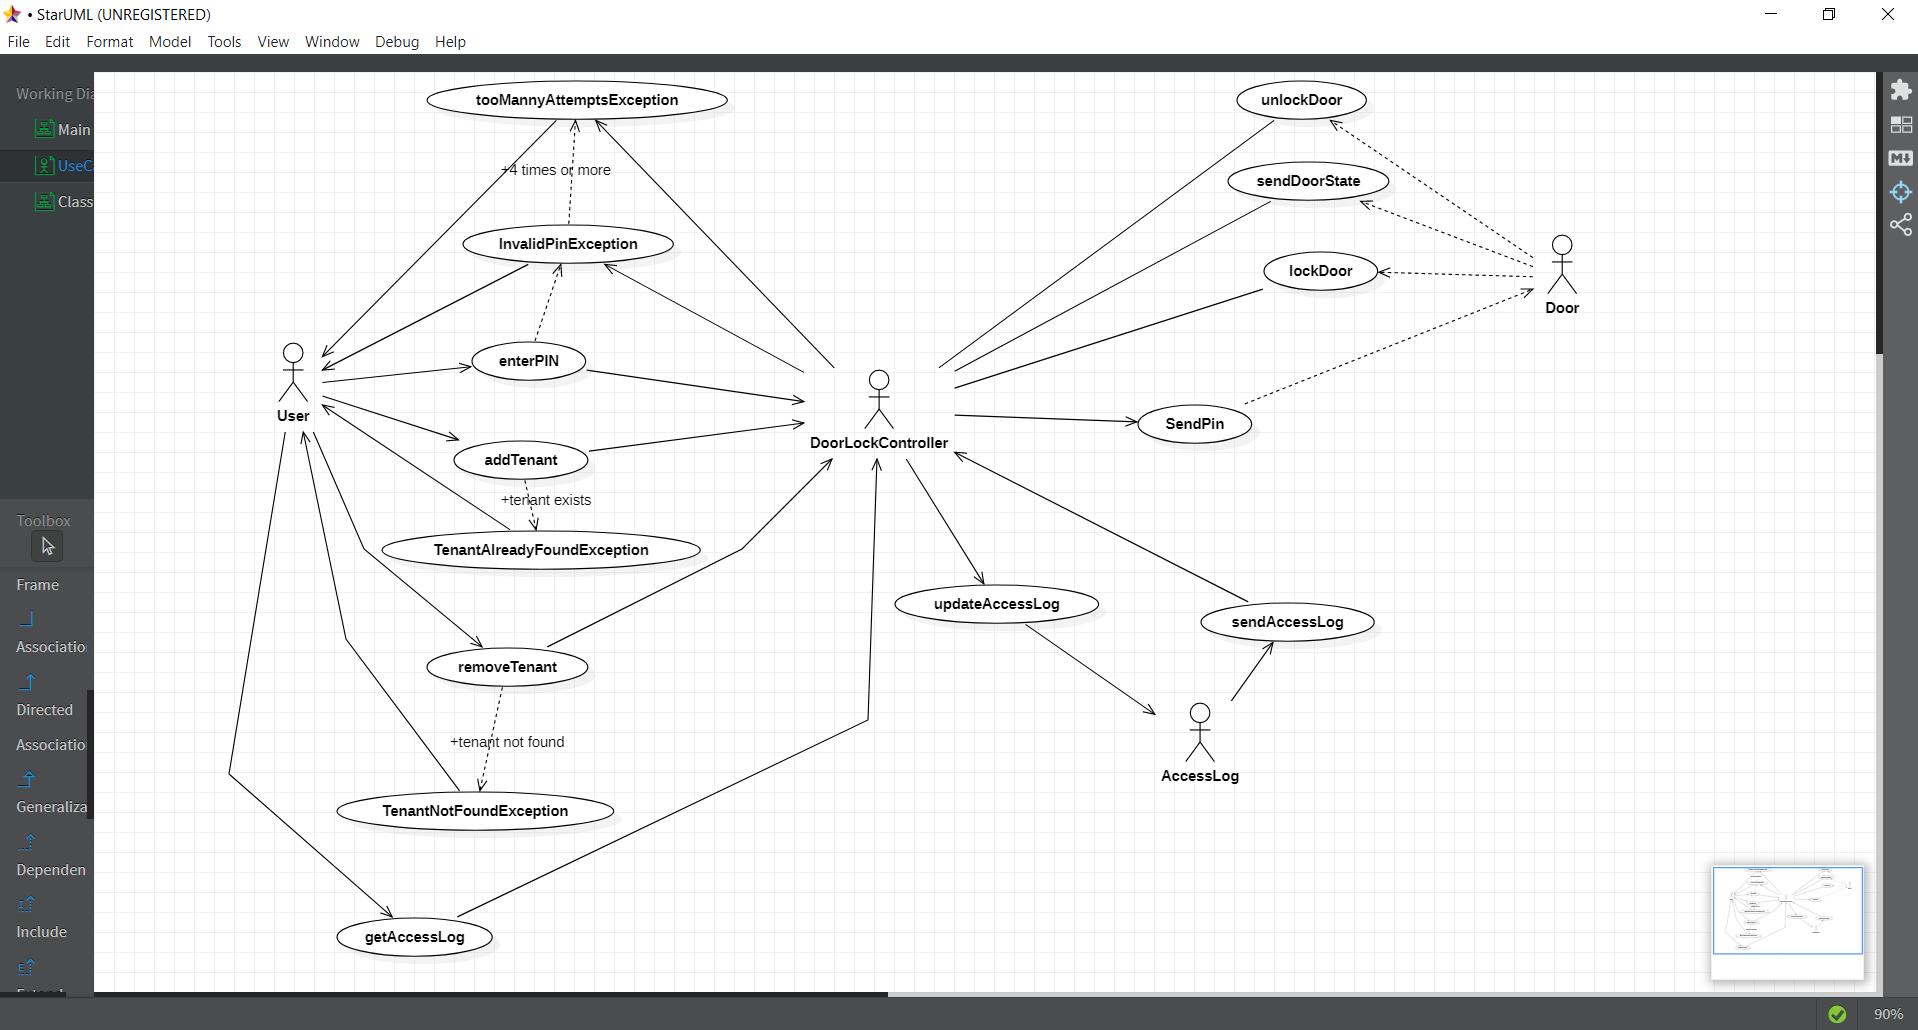 • StarUML (UNREGISTERED)
File Edit Format Model Tools View Window Debug Help
Working Dia
Main
UseC
Class
Toolbox
Frame
Associatio
Directed
Associatio
Generaliza
Dependen
Include
tooMannyAttemptsException
+4 times or more
InvalidPinException
enterPIN
User
addTenant
+tenant exists
TenantAlreadyFoundException
removeTenant
+tenant not found
TenantNotFoundException
getAccessLog
DoorLockController
unlockDoor
sendDoorState
lockDoor
Door
SendPin
updateAccessLog
sendAccessLog
AccessLog
M
90%